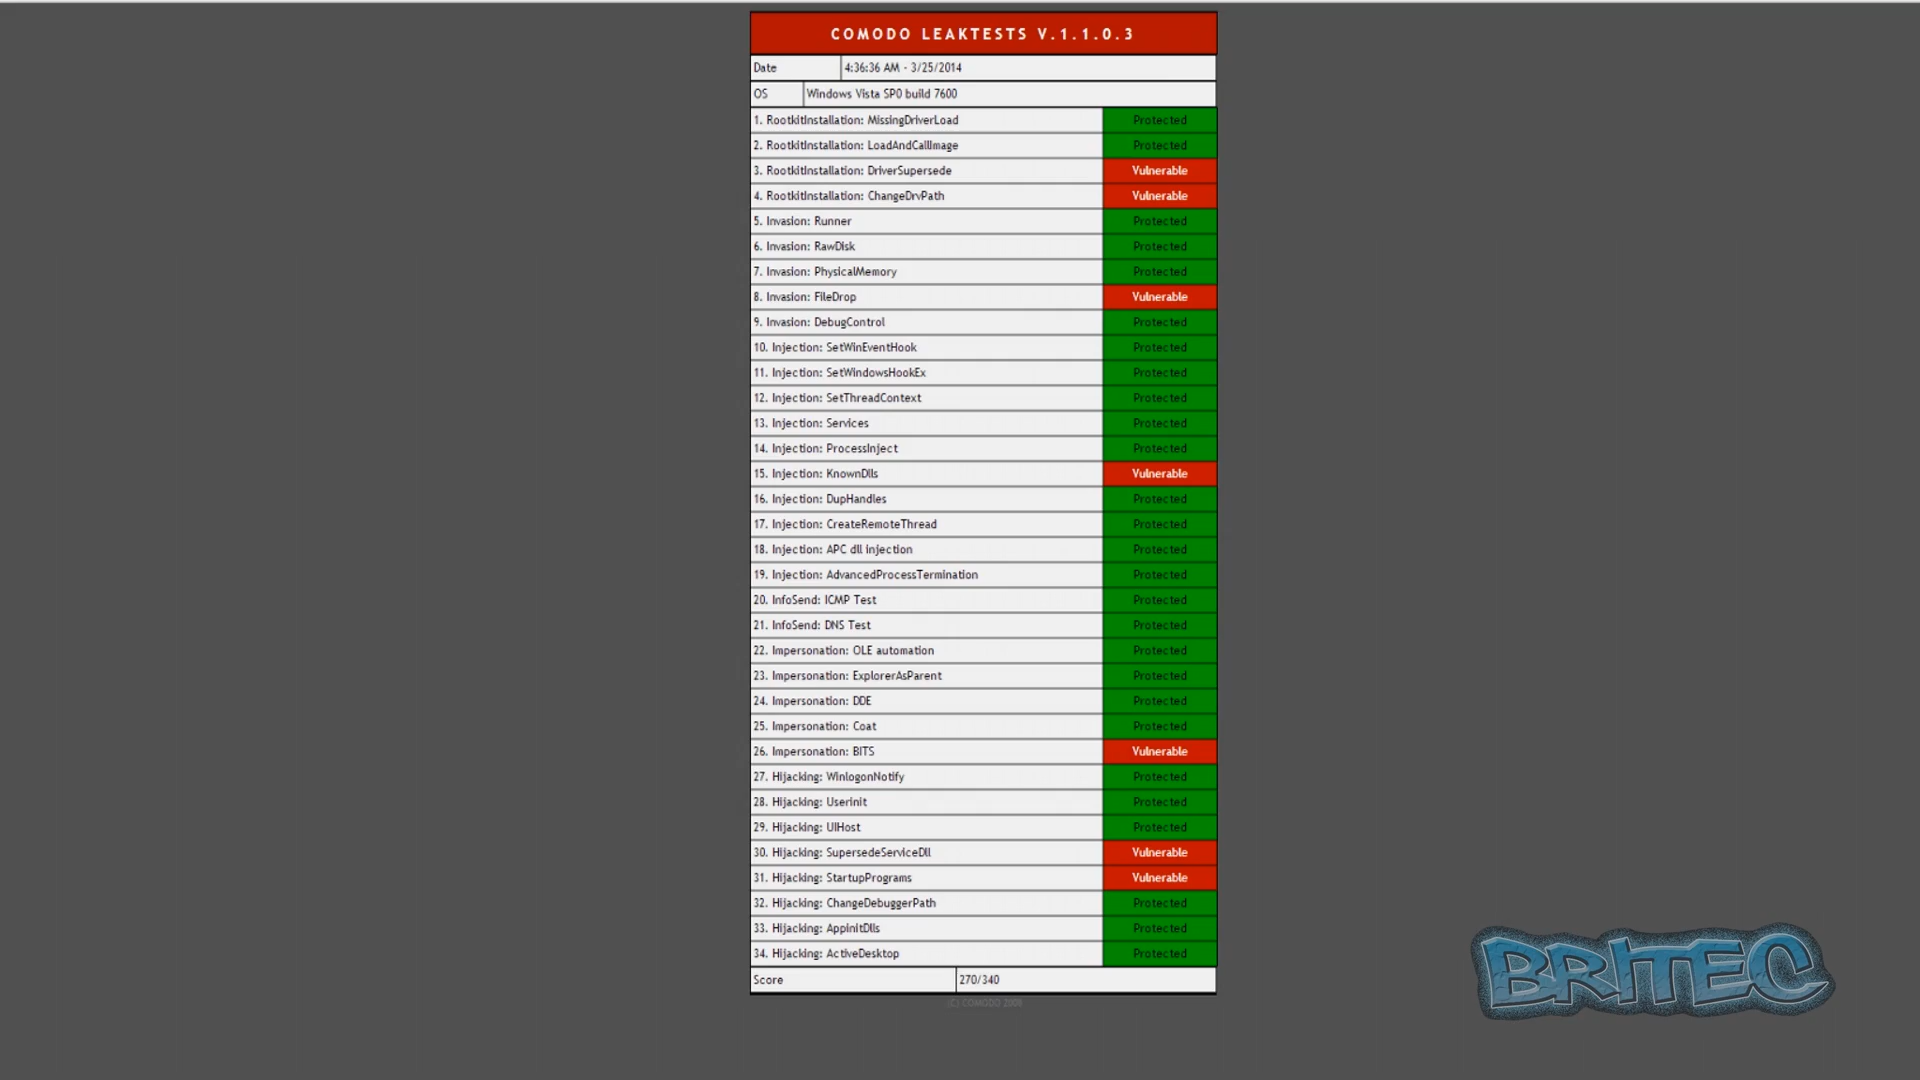 COMODO LEAKTESTS V.1.1.0.3
Date 4:36:36 AM - 3/25/2014
OS Windows Vista SP0 build 7600
1. RootkitInstallation: MissingDriverLoad Protected
2. RootkitInstallation: LoadAndCallImage Protected
3. RootkitInstallation: DriverSupersede Vulnerable
4. RootkitInstallation: ChangeDrvPath Vulnerable
5. Invasion: Runner Protected
6. Invasion: RawDisk Protected
7. Invasion: PhysicalMemory Protected
8. Invasion: FileDrop Vulnerable
9. Invasion: DebugControl Protected
10. Injection: SetWinEventHook Protected
11. Injection: SetWindowsHookEx Protected
12. Injection: SetThreadContext Protected
13. Injection: Services Protected
14. Injection: ProcessInject Protected
15. Injection: KnownDlls Vulnerable
16. Injection: DupHandles Protected
17. Injection: CreateRemoteThread Protected
18. Injection: APC dll injection Protected
19. Injection: AdvancedProcessTermination Protected
20. InfoSend: ICMP Test Protected
21. InfoSend: DNS Test Protected
22. Impersonation: OLE automation Protected
23. Impersonation: ExplorerAsParent Protected
24. Impersonation: DDE Protected
25. Impersonation: Coat Protected
26. Impersonation: BITS Vulnerable
27. Hijacking: WinlogonNotify Protected
28. Hijacking: Userinit Protected
29. Hijacking: UIHost Protected
30. Hijacking: SupersedeServiceDll Vulnerable
31. Hijacking: StartupPrograms Vulnerable
32. Hijacking: ChangeDebuggerPath Protected
33. Hijacking: AppinitDlls Protected
34. Hijacking: ActiveDesktop Protected
Score 270/340
(C) COMODO 2008
BRITEC